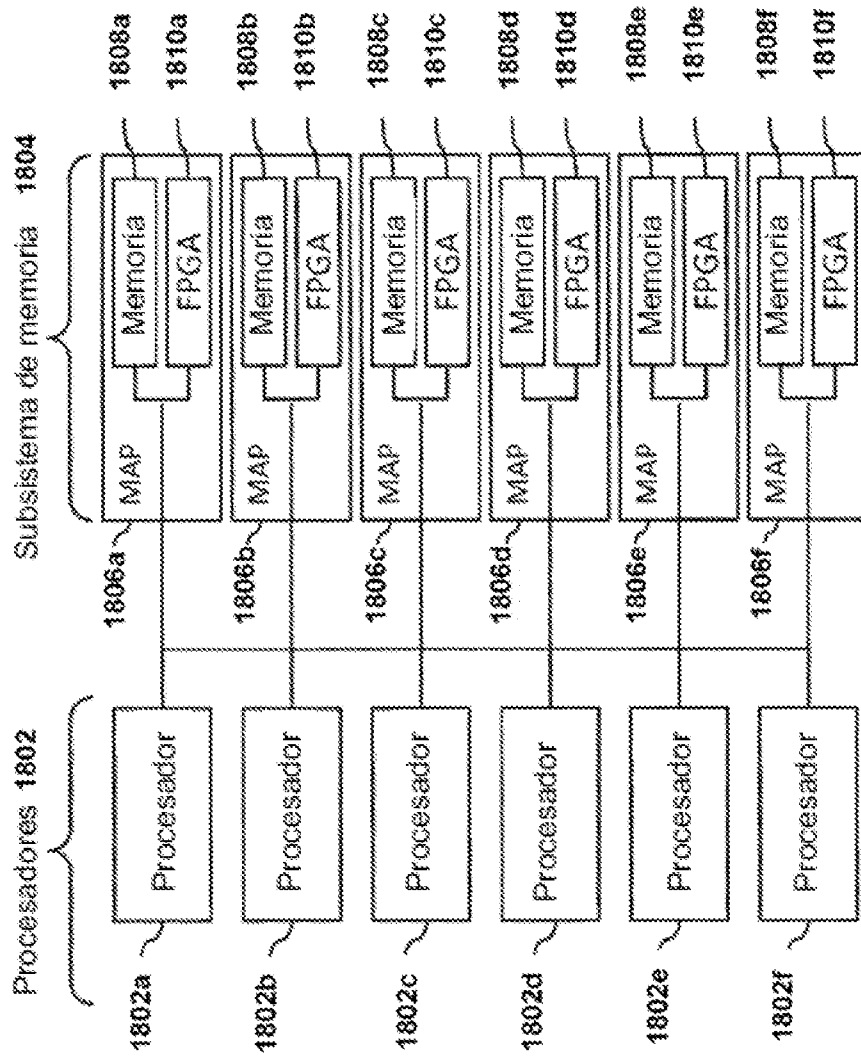 Procesadores 1802
Subsistema de memoria 1804
1802a
Procesador
1806a
MAP
Memoria
FPGA
1808a
1810a
1802b
Procesador
1806b
MAP
Memoria
FPGA
1808b
1810b
1802c
Procesador
1806c
MAP
Memoria
FPGA
1808c
1810c
1802d
Procesador
1806d
MAP
Memoria
FPGA
1808d
1810d
1802e
Procesador
1806e
MAP
Memoria
FPGA
1808e
1810e
1802f
Procesador
1806f
MAP
Memoria
FPGA
1808f
1810f